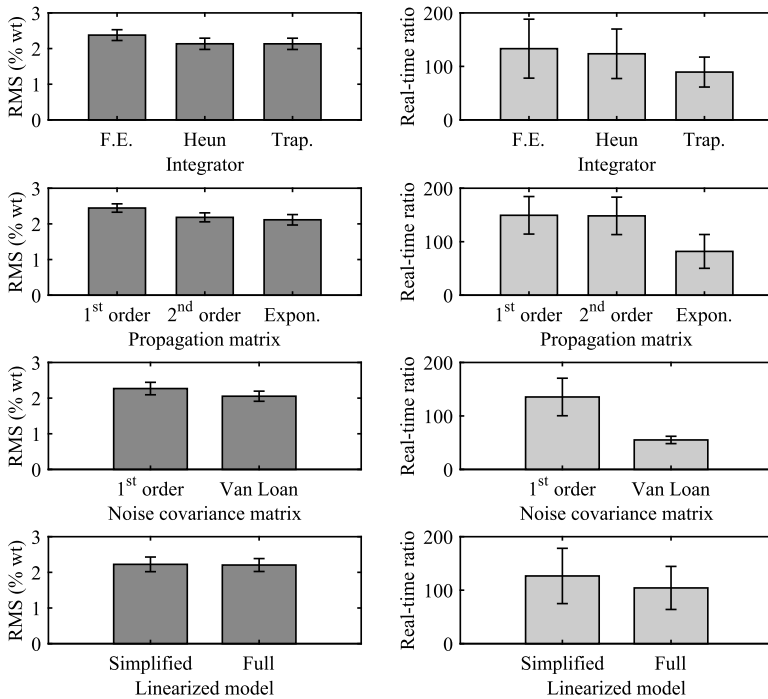 3
2
1
0
RMS (% wt)
F.E. Heun Trap.
Integrator
200
100
0
Real-time ratio
F.E. Heun Trap.
Integrator
3
2
1
0
RMS (% wt)
1st order 2nd order Expon.
Propagation matrix
200
100
0
Real-time ratio
1st order 2nd order Expon.
Propagation matrix
3
2
1
0
RMS (% wt)
1st order Van Loan
Noise covariance matrix
200
100
0
Real-time ratio
1st order Van Loan
Noise covariance matrix
3
2
1
0
RMS (% wt)
Simplified Full
Linearized model
200
100
0
Real-time ratio
Simplified Full
Linearized model